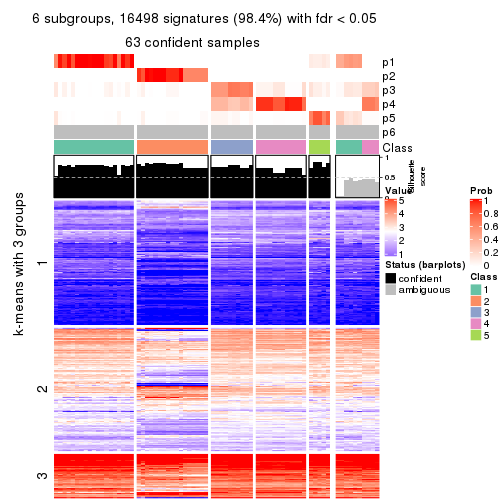 6 subgroups, 16498 signatures (98.4%) with fdr < 0.05
63 confident samples
p1
p2
p3
p4
p5
p6
Class
1
0.5
0
Silhouette
score
k-means with 3 groups
1
2
3
Value
5
4
3
2
1
Status (barplots)
confident
ambiguous
Prob
1
0.8
0.6
0.4
0.2
0
Class
1
2
3
4
5